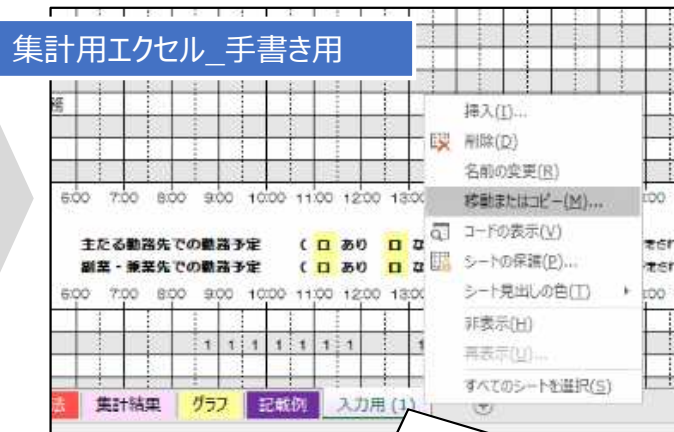 集計用エクセル_手書き用
挿入(I)...
削除(D)
名前の変更(R)
移動またはコピー(M)...
コードの表示(V)
シートの保護(P)...
シート見出しの色(T)
非表示(H)
再表示(U)...
すべてのシートを選択(S)
6:00 7:00 8:00 9:00 10:00 11:00 12:00 13:00
主たる勤務先での勤務予定 ( ロ あり ロ な
副業・兼業先での勤務予定 ( ロ あり ロ な
6:00 7:00 8:00 9:00 10:00 11:00 12:00 13:00
1 1 1 1 1 1 1 1
法 集計結果 グラフ 記載例 入力用 (1)